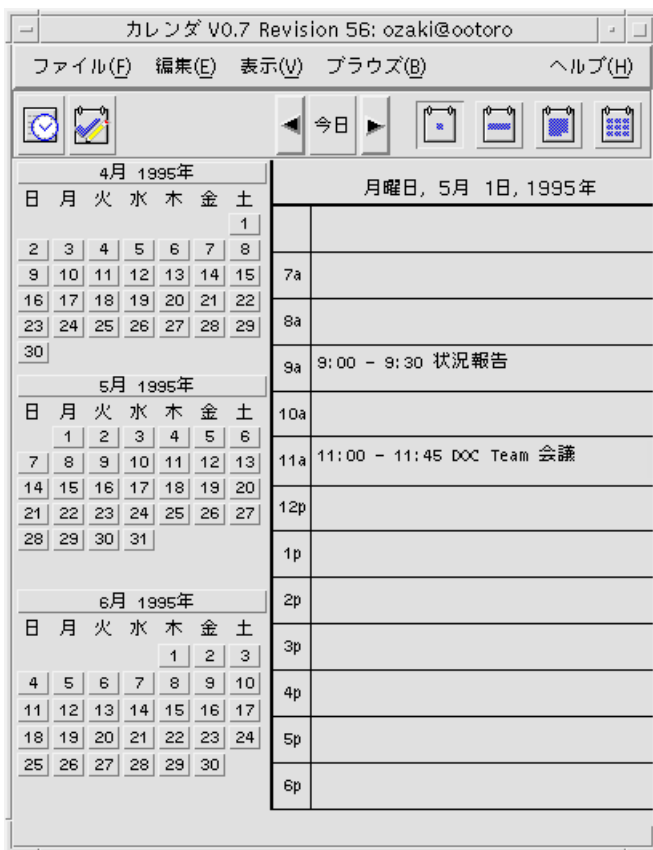 カレンダ V0.7 Revision 56: ozaki@ootoro
ファイル(F) 編集(E) 表示(V) ブラウズ(B) ヘルプ(H)
今日
4月 1995年
日 月 火 水 木 金 土
1
2 3 4 5 6 7 8
9 10 11 12 13 14 15
16 17 18 19 20 21 22
23 24 25 26 27 28 29
30
5月 1995年
日 月 火 水 木 金 土
1 2 3 4 5 6
7 8 9 10 11 12 13
14 15 16 17 18 19 20
21 22 23 24 25 26 27
28 29 30 31
6月 1995年
日 月 火 水 木 金 土
1 2 3
4 5 6 7 8 9 10
11 12 13 14 15 16 17
18 19 20 21 22 23 24
25 26 27 28 29 30
月曜日, 5月 1日, 1995年
7a
8a
9a 9:00 - 9:30 状況報告
10a
11a 11:00 - 11:45 DOC Team 会議
12p
1p
2p
3p
4p
5p
6p